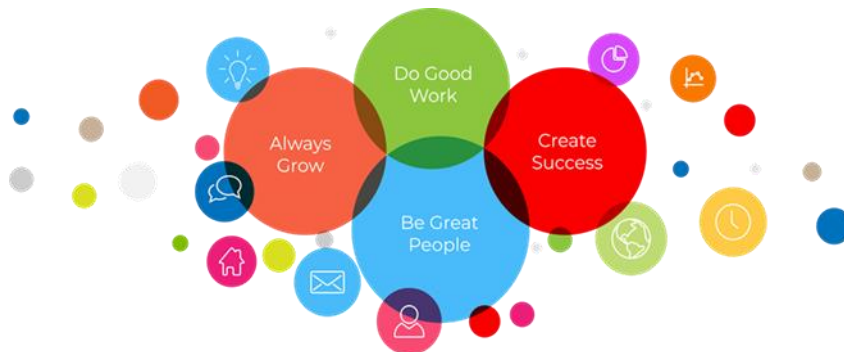 Do Good
Work
Always
Grow
Create
Success
Be Great
People